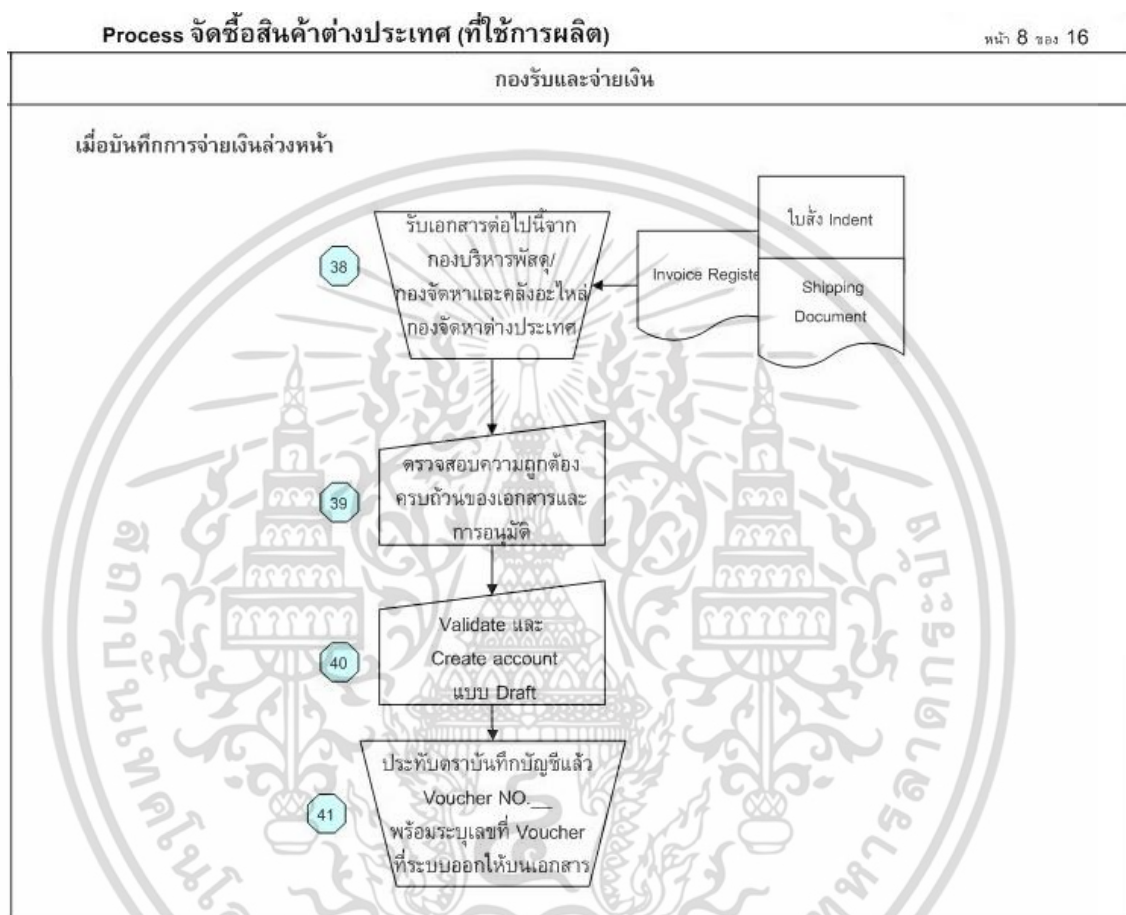 Process จัดซื้อสินค้าต่างประเทศ (ที่ใช้การผลิต)
หน้า 8 ของ 16
กองรับและจ่ายเงิน
เมื่อบันทึกการจ่ายเงินล่วงหน้า
38
รับเอกสารต่อไปนี้จาก
กองบริหารพัสดุ/
กองจัดหาและคลังอะไหล่
กองจัดหาต่างประเทศ
Invoice Registe
ใบสั่ง Indent
Shipping
Document
39
ตรวจสอบความถูกต้อง
ครบถ้วนของเอกสารและ
การอนุมัติ
40
Validate และ
Create account
แบบ Draft
41
ประทับตราบันทึกบัญชีแล้ว
Voucher NO.__
พร้อมระบุเลขที่ Voucher
ที่ระบบออกให้บนเอกสาร